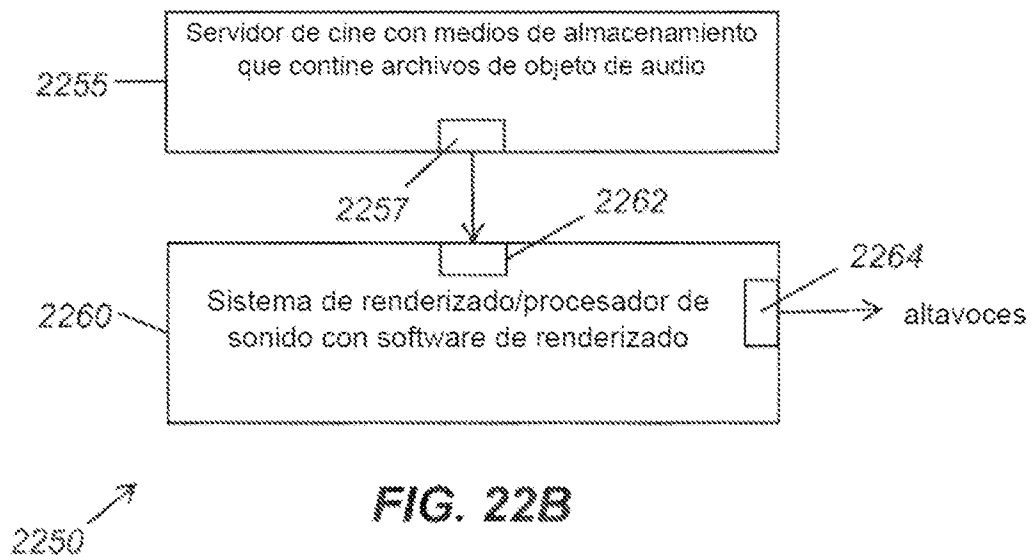 Servidor de cine con medios de almacenamiento
que contine archivos de objeto de audio
2255
2257
2262
2264
2260
Sistema de renderizado/procesador de
sonido con software de renderizado
altavoces
FIG. 22B
2250